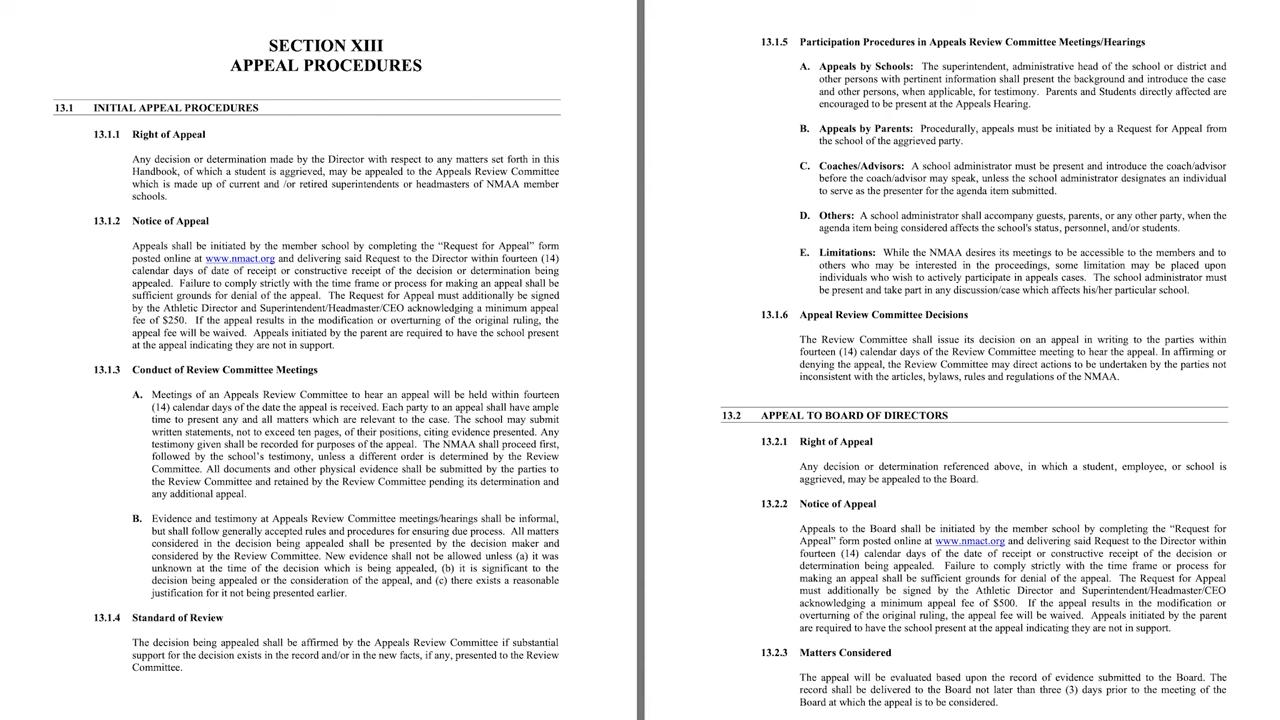 SECTION XIII
APPEAL PROCEDURES
13.1 INITIAL APPEAL PROCEDURES
13.1.1 Right of Appeal
Any decision or determination made by the Director with respect to any matters set forth in this
Handbook, of which a student is aggrieved, may be appealed to the Appeals Review Committee
which is made up of current and /or retired superintendents or headmasters of NMAA member
schools.
13.1.2 Notice of Appeal
Appeals shall be initiated by the member school by completing the “Request for Appeal” form
posted online at www.nmact.org and delivering said Request to the Director within fourteen (14)
calendar days of date of receipt or constructive receipt of the decision or determination being
appealed. Failure to comply strictly with the time frame or process for making an appeal shall be
sufficient grounds for denial of the appeal. The Request for Appeal must additionally be signed
by the Athletic Director and Superintendent/Headmaster/CEO acknowledging a minimum appeal
fee of $250. If the appeal results in the modification or overturning of the original ruling, the
appeal fee will be waived. Appeals initiated by the parent are required to have the school present
at the appeal indicating they are not in support.
13.1.3 Conduct of Review Committee Meetings
A. Meetings of an Appeals Review Committee to hear an appeal will be held within fourteen
(14) calendar days of the date the appeal is received. Each party to an appeal shall have ample
time to present any and all matters which are relevant to the case. The school may submit
written statements, not to exceed ten pages, of their positions, citing evidence presented. Any
testimony given shall be recorded for purposes of the appeal. The NMAA shall proceed first,
followed by the school’s testimony, unless a different order is determined by the Review
Committee. All documents and other physical evidence shall be submitted by the parties to
the Review Committee and retained by the Review Committee pending its determination and
any additional appeal.
B. Evidence and testimony at Appeals Review Committee meetings/hearings shall be informal,
but shall follow generally accepted rules and procedures for ensuring due process. All matters
considered in the decision being appealed shall be presented by the decision maker and
considered by the Review Committee. New evidence shall not be allowed unless (a) it was
unknown at the time of the decision which is being appealed, (b) it is significant to the
decision being appealed or the consideration of the appeal, and (c) there exists a reasonable
justification for it not being presented earlier.
13.1.4 Standard of Review
The decision being appealed shall be affirmed by the Appeals Review Committee if substantial
support for the decision exists in the record and/or in the new facts, if any, presented to the Review
Committee.
13.1.5 Participation Procedures in Appeals Review Committee Meetings/Hearings
A. Appeals by Schools: The superintendent, administrative head of the school or district and
other persons with pertinent information shall present the background and introduce the case
and other persons, when applicable, for testimony. Parents and Students directly affected are
encouraged to be present at the Appeals Hearing.
B. Appeals by Parents: Procedurally, appeals must be initiated by a Request for Appeal from
the school of the aggrieved party.
C. Coaches/Advisors: A school administrator must be present and introduce the coach/advisor
before the coach/advisor may speak, unless the school administrator designates an individual
to serve as the presenter for the agenda item submitted.
D. Others: A school administrator shall accompany guests, parents, or any other party, when the
agenda item being considered affects the school's status, personnel, and/or students.
E. Limitations: While the NMAA desires its meetings to be accessible to the members and to
others who may be interested in the proceedings, some limitation may be placed upon
individuals who wish to actively participate in appeals cases. The school administrator must
be present and take part in any discussion/case which affects his/her particular school.
13.1.6 Appeal Review Committee Decisions
The Review Committee shall issue its decision on an appeal in writing to the parties within
fourteen (14) calendar days of the Review Committee meeting to hear the appeal. In affirming or
denying the appeal, the Review Committee may direct actions to be undertaken by the parties not
inconsistent with the articles, bylaws, rules and regulations of the NMAA.
13.2 APPEAL TO BOARD OF DIRECTORS
13.2.1 Right of Appeal
Any decision or determination referenced above, in which a student, employee, or school is
aggrieved, may be appealed to the Board.
13.2.2 Notice of Appeal
Appeals to the Board shall be initiated by the member school by completing the “Request for
Appeal” form posted online at www.nmact.org and delivering said Request to the Director within
fourteen (14) calendar days of the date of receipt or constructive receipt of the decision or
determination being appealed. Failure to comply strictly with the time frame or process for
making an appeal shall be sufficient grounds for denial of the appeal. The Request for Appeal
must additionally be signed by the Athletic Director and Superintendent/Headmaster/CEO
acknowledging a minimum appeal fee of $500. If the appeal results in the modification or
overturning of the original ruling, the appeal fee will be waived. Appeals initiated by the parent
are required to have the school present at the appeal indicating they are not in support.
13.2.3 Matters Considered
The appeal will be evaluated based upon the record of evidence submitted to the Board. The
record shall be delivered to the Board not later than three (3) days prior to the meeting of the
Board at which the appeal is to be considered.